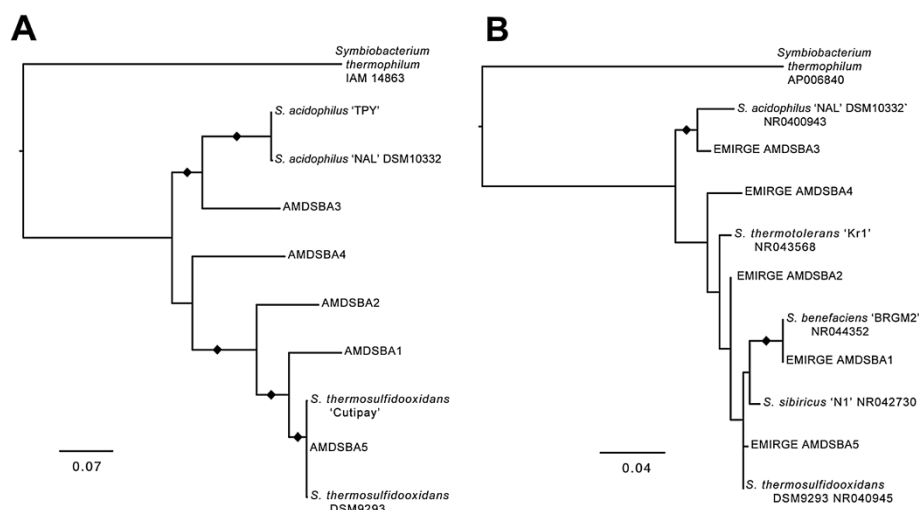 A
Symbiobacterium
thermophilum
IAM 14863
S. acidophilus 'TPY'
S. acidophilus 'NAL' DSM10332
AMDSBA3
AMDSBA4
AMDSBA2
AMDSBA1
S. thermosulfidooxidans
'Cutipay'
AMDSBA5
S. thermosulfidooxidans
DSM9293
0.07
B
Symbiobacterium
thermophilum
AP006840
S. acidophilus 'NAL' DSM10332`
NR0400943
EMIRGE AMDSBA3
EMIRGE AMDSBA4
S. thermotolerans 'Kr1'
NR043568
EMIRGE AMDSBA2
S. benefaciens 'BRGM2'
NR044352
EMIRGE AMDSBA1
S. sibiricus 'N1' NR042730
EMIRGE AMDSBA5
S. thermosulfidooxidans
DSM9293 NR040945
0.04